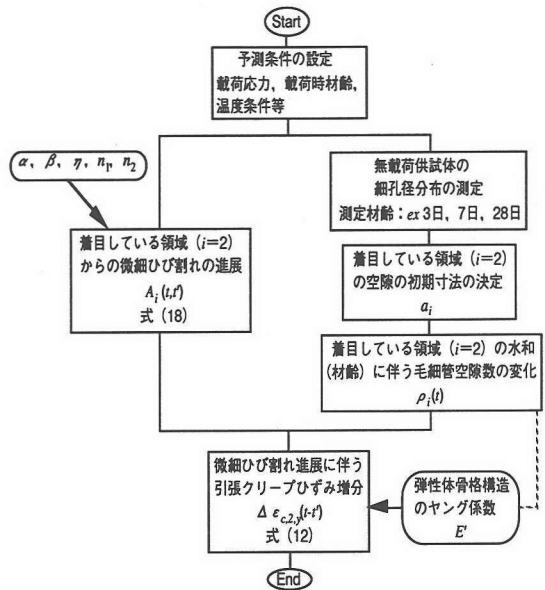 Start
予測条件の設定
載荷応力、載荷時材齢,
温度条件等
α、β、η, n₁, n₂
無載荷供試体の
細孔径分布の測定
測定材齢:ex 3日, 7日, 28日
着目している領域 (i=2)
からの微細ひび割れの進展
Aᵢ(t,t')
式 (18)
着目している領域 (i=2)
の空隙の初期寸法の決定
aᵢ
着目している領域 (i=2) の水和
(材齢) に伴う毛細管空隙数の変化
ρᵢ(t)
微細ひび割れ進展に伴う
引張クリープひずみ増分
Δ ε_{c,2,y}(t-t')
式 (12)
弾性体骨格構造
のヤング係数
E'
End